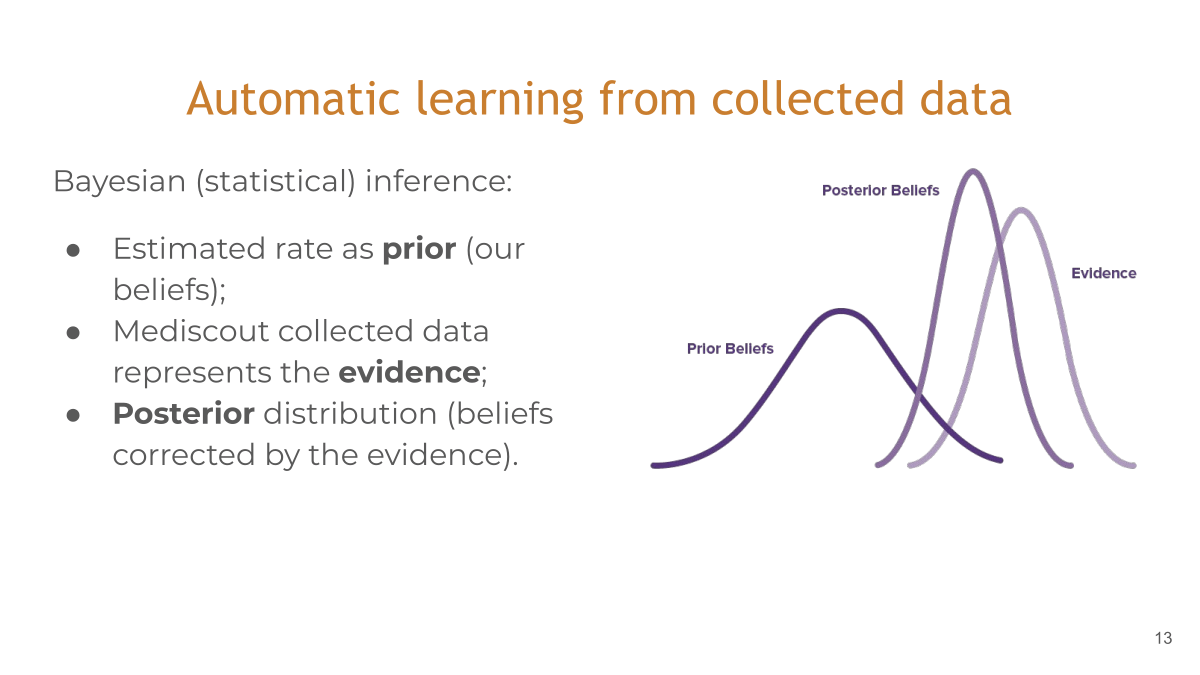 Automatic learning from collected data
Bayesian (statistical) inference:
● Estimated rate as prior (our
beliefs);
● Mediscout collected data
represents the evidence;
● Posterior distribution (beliefs
corrected by the evidence).
Posterior Beliefs
Evidence
Prior Beliefs
13